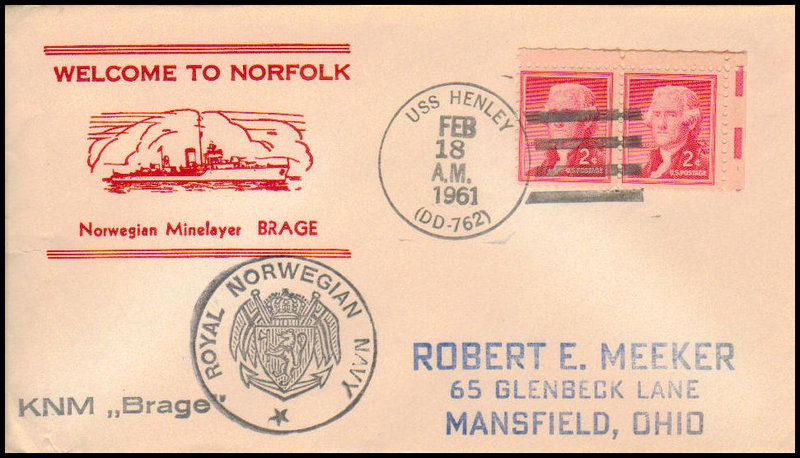 WELCOME TO NORFOLK
Norwegian Minelayer BRAGE
USS HENLEY
FEB
18
A.M.
1961
(DD-762)
2¢
U.S. POSTAGE
2¢
U.S. POSTAGE
ROYAL NORWEGIAN NAVY
KNM „Brage"
ROBERT E. MEEKER
65 GLENBECK LANE
MANSFIELD, OHIO